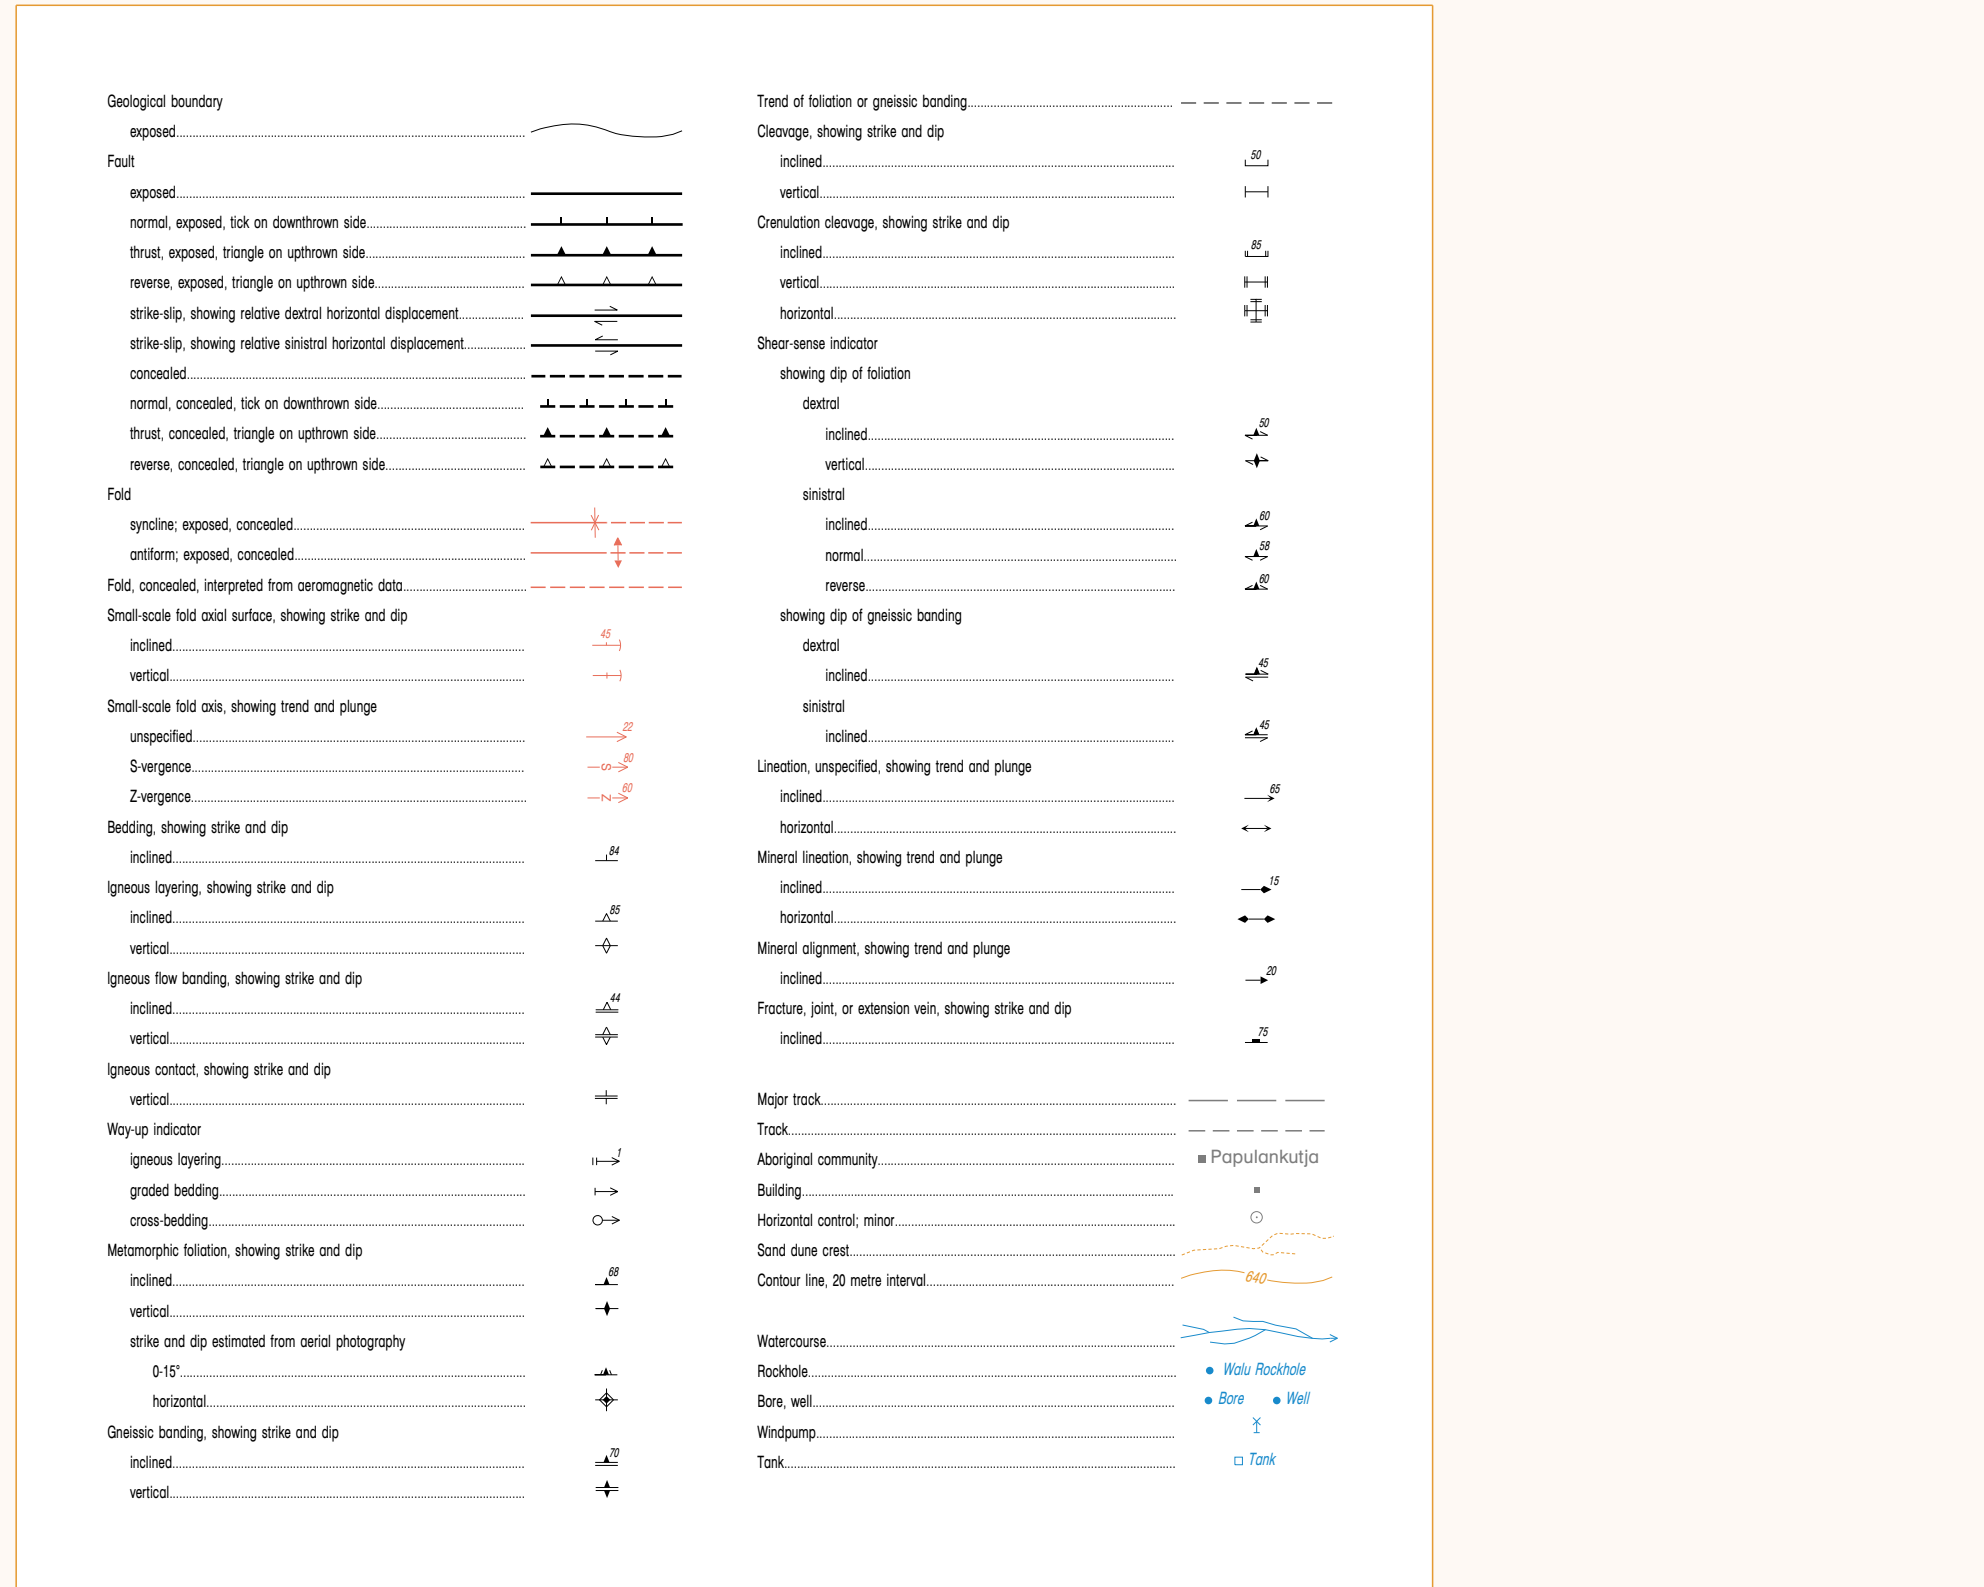 Geological boundary
exposed
Fault
exposed
normal, exposed, tick on downthrown side
thrust, exposed, triangle on upthrown side
reverse, exposed, triangle on upthrown side
strike-slip, showing relative dextral horizontal displacement
strike-slip, showing relative sinistral horizontal displacement
concealed
normal, concealed, tick on downthrown side
thrust, concealed, triangle on upthrown side
reverse, concealed, triangle on upthrown side
Fold
syncline; exposed, concealed
antiform; exposed, concealed
Fold, concealed, interpreted from aeromagnetic data
Small-scale fold axial surface, showing strike and dip
inclined 45
vertical
Small-scale fold axis, showing trend and plunge
unspecified 22
S-vergence S 80
Z-vergence Z 60
Bedding, showing strike and dip
inclined 84
Igneous layering, showing strike and dip
inclined 85
vertical
Igneous flow banding, showing strike and dip
inclined 44
vertical
Igneous contact, showing strike and dip
vertical
Way-up indicator
igneous layering 1
graded bedding
cross-bedding
Metamorphic foliation, showing strike and dip
inclined 68
vertical
strike and dip estimated from aerial photography
0-15°
horizontal
Gneissic banding, showing strike and dip
inclined 70
vertical
Trend of foliation or gneissic banding
Cleavage, showing strike and dip
inclined 50
vertical
Crenulation cleavage, showing strike and dip
inclined 85
vertical
horizontal
Shear-sense indicator
showing dip of foliation
dextral
inclined 50
vertical
sinistral
inclined 60
normal 58
reverse 60
showing dip of gneissic banding
dextral
inclined 45
sinistral
inclined 45
Lineation, unspecified, showing trend and plunge
inclined 65
horizontal
Mineral lineation, showing trend and plunge
inclined 15
horizontal
Mineral alignment, showing trend and plunge
inclined 20
Fracture, joint, or extension vein, showing strike and dip
inclined 75
Major track
Track
Aboriginal community Papulankutja
Building
Horizontal control; minor
Sand dune crest
Contour line, 20 metre interval 640
Watercourse
Rockhole Walu Rockhole
Bore, well Bore Well
Windpump
Tank Tank